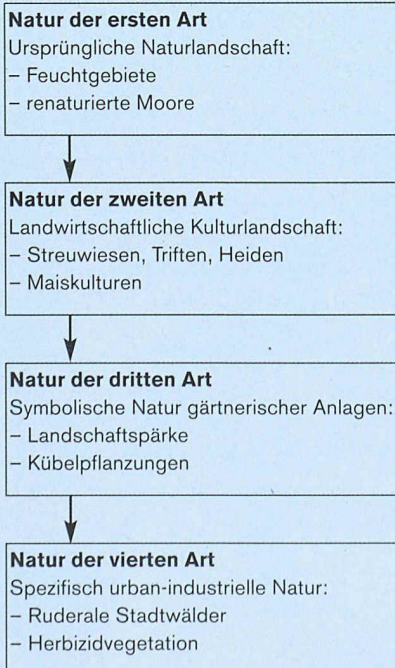 Natur der ersten Art
Ursprüngliche Naturlandschaft:
– Feuchtgebiete
– renaturierte Moore
Natur der zweiten Art
Landwirtschaftliche Kulturlandschaft:
– Streuwiesen, Triften, Heiden
– Maiskulturen
Natur der dritten Art
Symbolische Natur gärtnerischer Anlagen:
– Landschaftspärke
– Kübelpflanzungen
Natur der vierten Art
Spezifisch urban-industrielle Natur:
– Ruderale Stadtwälder
– Herbizidvegetation